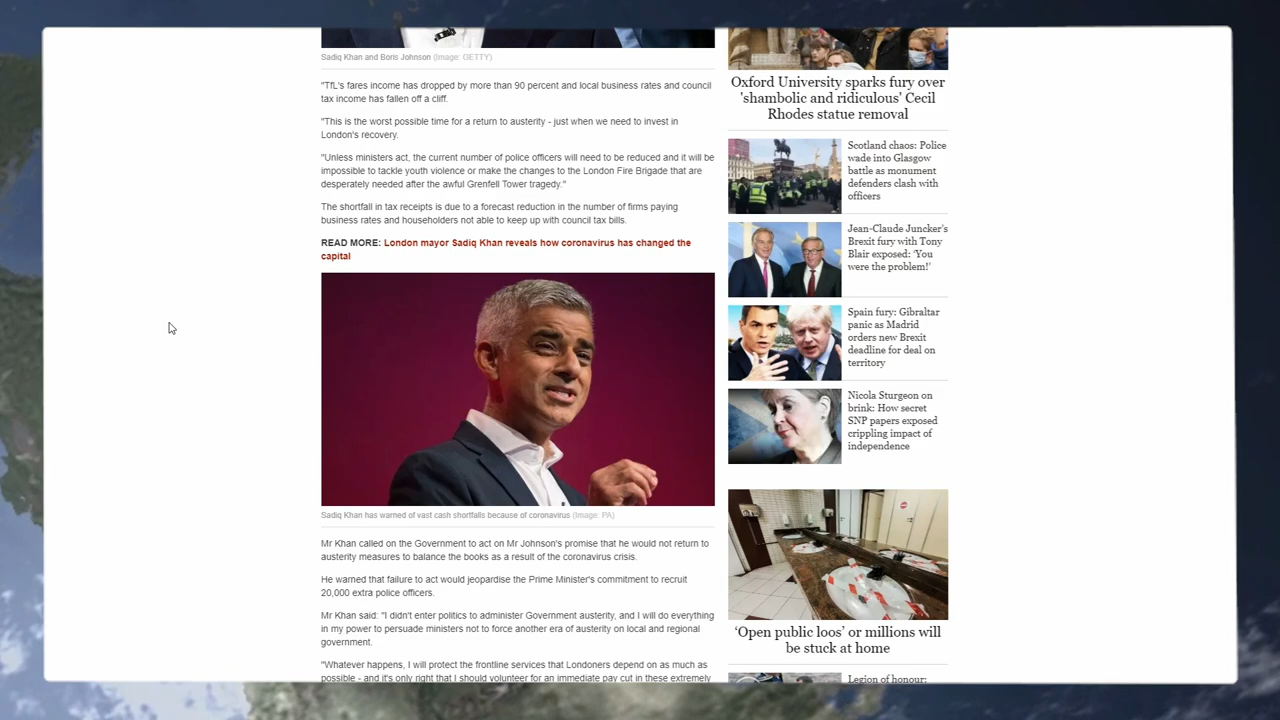 Sadiq Khan and Boris Johnson (Image: GETTY)
"TfL's fares income has dropped by more than 90 percent and local business rates and council
tax income has fallen off a cliff.
"This is the worst possible time for a return to austerity - just when we need to invest in
London's recovery.
"Unless ministers act, the current number of police officers will need to be reduced and it will be
impossible to tackle youth violence or make the changes to the London Fire Brigade that are
desperately needed after the awful Grenfell Tower tragedy."
The shortfall in tax receipts is due to a forecast reduction in the number of firms paying
business rates and householders not able to keep up with council tax bills.
READ MORE: London mayor Sadiq Khan reveals how coronavirus has changed the
capital
Sadiq Khan has warned of vast cash shortfalls because of coronavirus (Image: PA)
Mr Khan called on the Government to act on Mr Johnson's promise that he would not return to
austerity measures to balance the books as a result of the coronavirus crisis.
He warned that failure to act would jeopardise the Prime Minister's commitment to recruit
20,000 extra police officers.
Mr Khan said: "I didn't enter politics to administer Government austerity, and I will do everything
in my power to persuade ministers not to force another era of austerity on local and regional
government.
"Whatever happens, I will protect the frontline services that Londoners depend on as much as
possible - and it's only right that I should volunteer for an immediate pay cut in these extremely
Oxford University sparks fury over
'shambolic and ridiculous' Cecil
Rhodes statue removal
Scotland chaos: Police
wade into Glasgow
battle as monument
defenders clash with
officers
Jean-Claude Juncker's
Brexit fury with Tony
Blair exposed: 'You
were the problem!'
Spain fury: Gibraltar
panic as Madrid
orders new Brexit
deadline for deal on
territory
Nicola Sturgeon on
brink: How secret
SNP papers exposed
crippling impact of
independence
'Open public loos' or millions will
be stuck at home
Legion of honour: